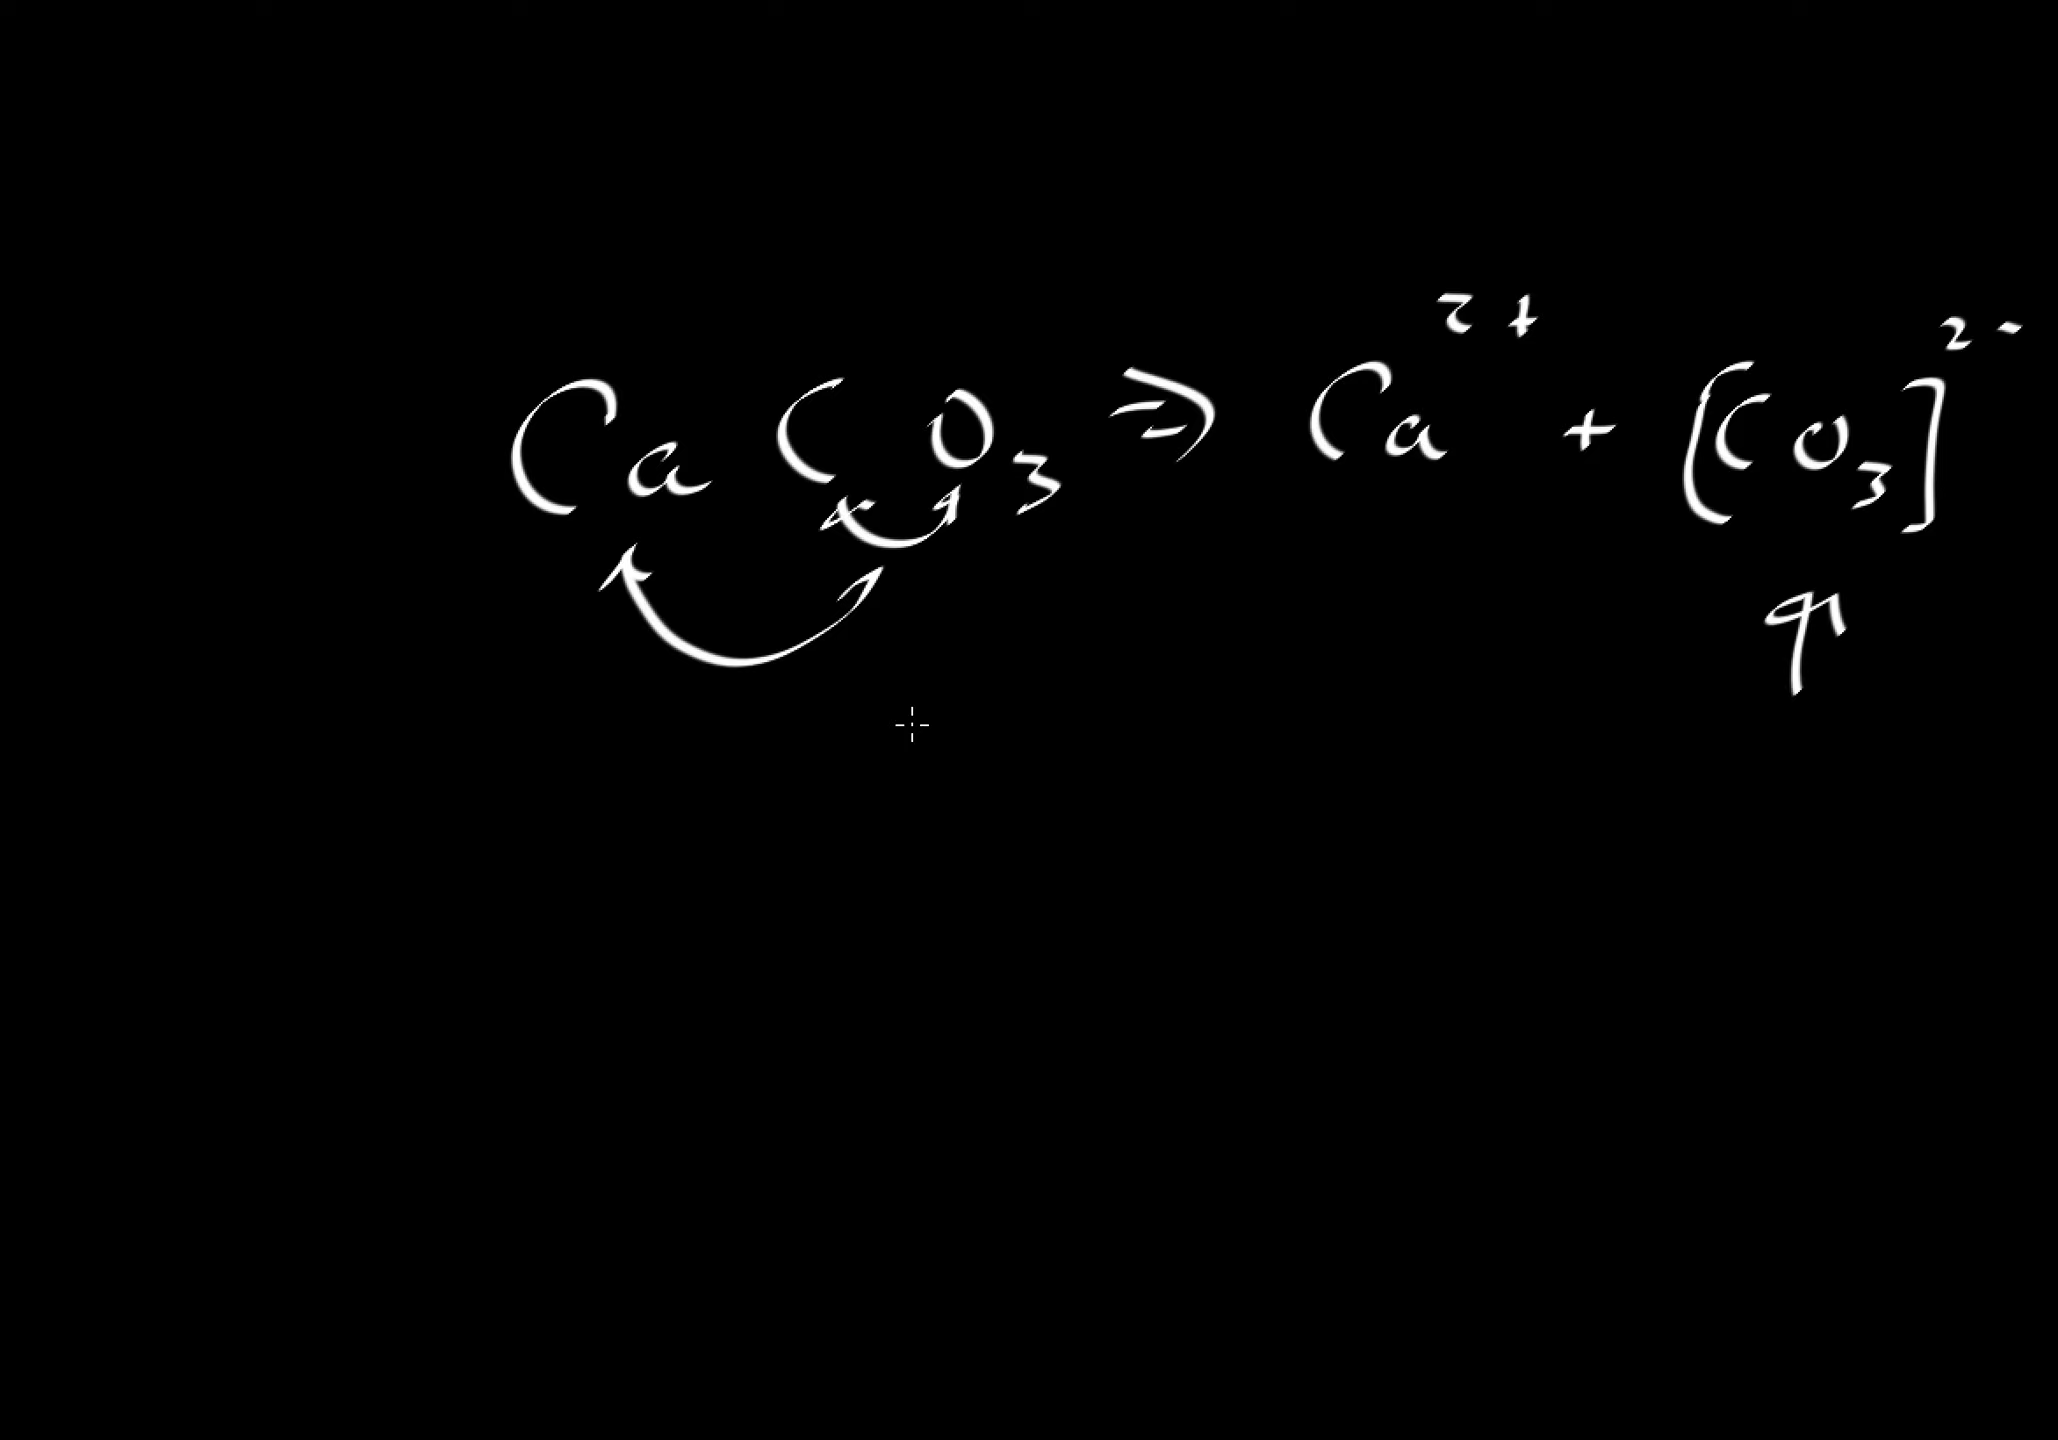 CaCO₃ ⇒ Ca²⁺ + [CO₃]²⁻